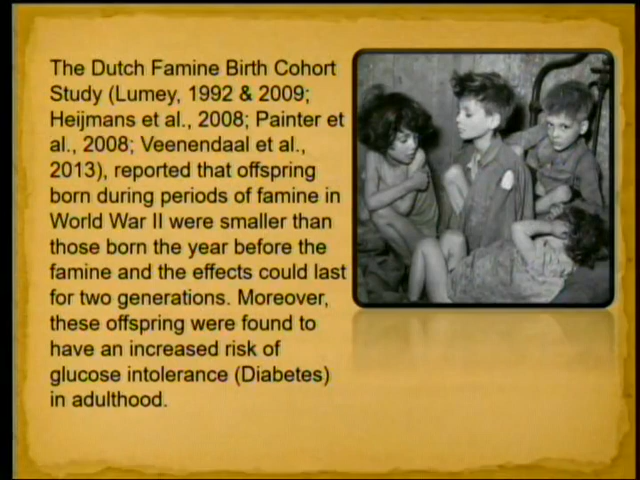 The Dutch Famine Birth Cohort
Study (Lumey, 1992 & 2009;
Heijmans et al., 2008; Painter et
al., 2008; Veenendaal et al.,
2013), reported that offspring
born during periods of famine in
World War II were smaller than
those born the year before the
famine and the effects could last
for two generations. Moreover,
these offspring were found to
have an increased risk of
glucose intolerance (Diabetes)
in adulthood.